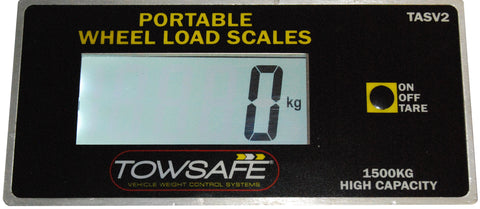 PORTABLE
TASV2
WHEEL LOAD SCALES
0 kg
ON
OFF
TARE
TOWSAFE
VEHICLE WEIGHT CONTROL SYSTEMS
1500KG
HIGH CAPACITY